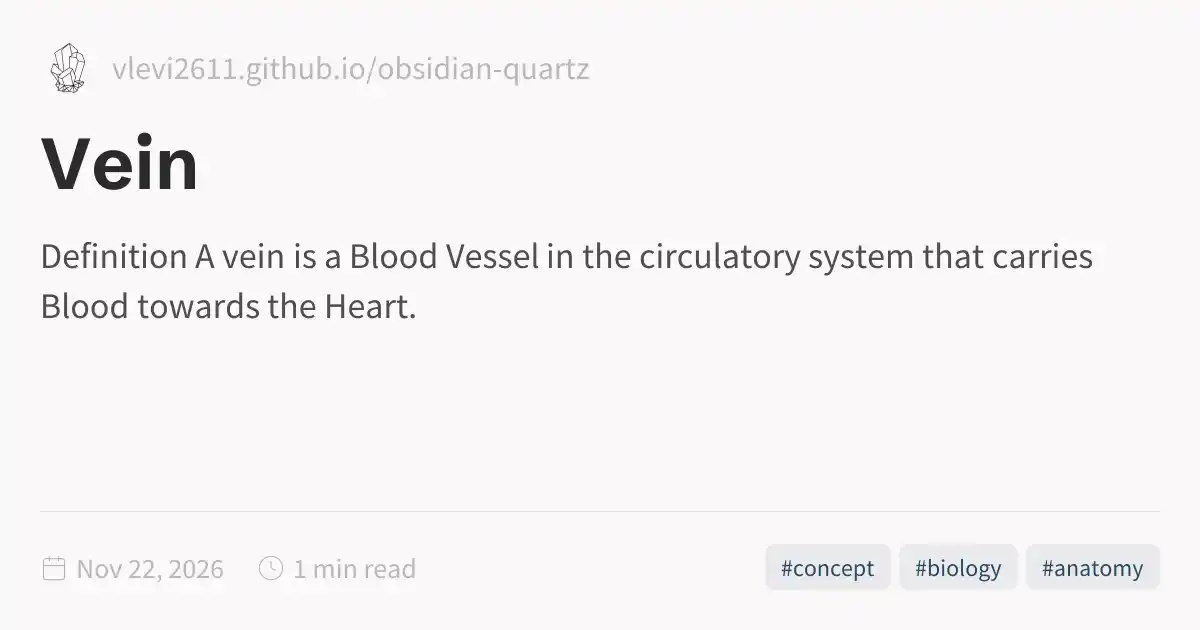 vlevi2611.github.io/obsidian-quartz
Vein
Definition A vein is a Blood Vessel in the circulatory system that carries
Blood towards the Heart.
Nov 22, 2026 1 min read #concept #biology #anatomy